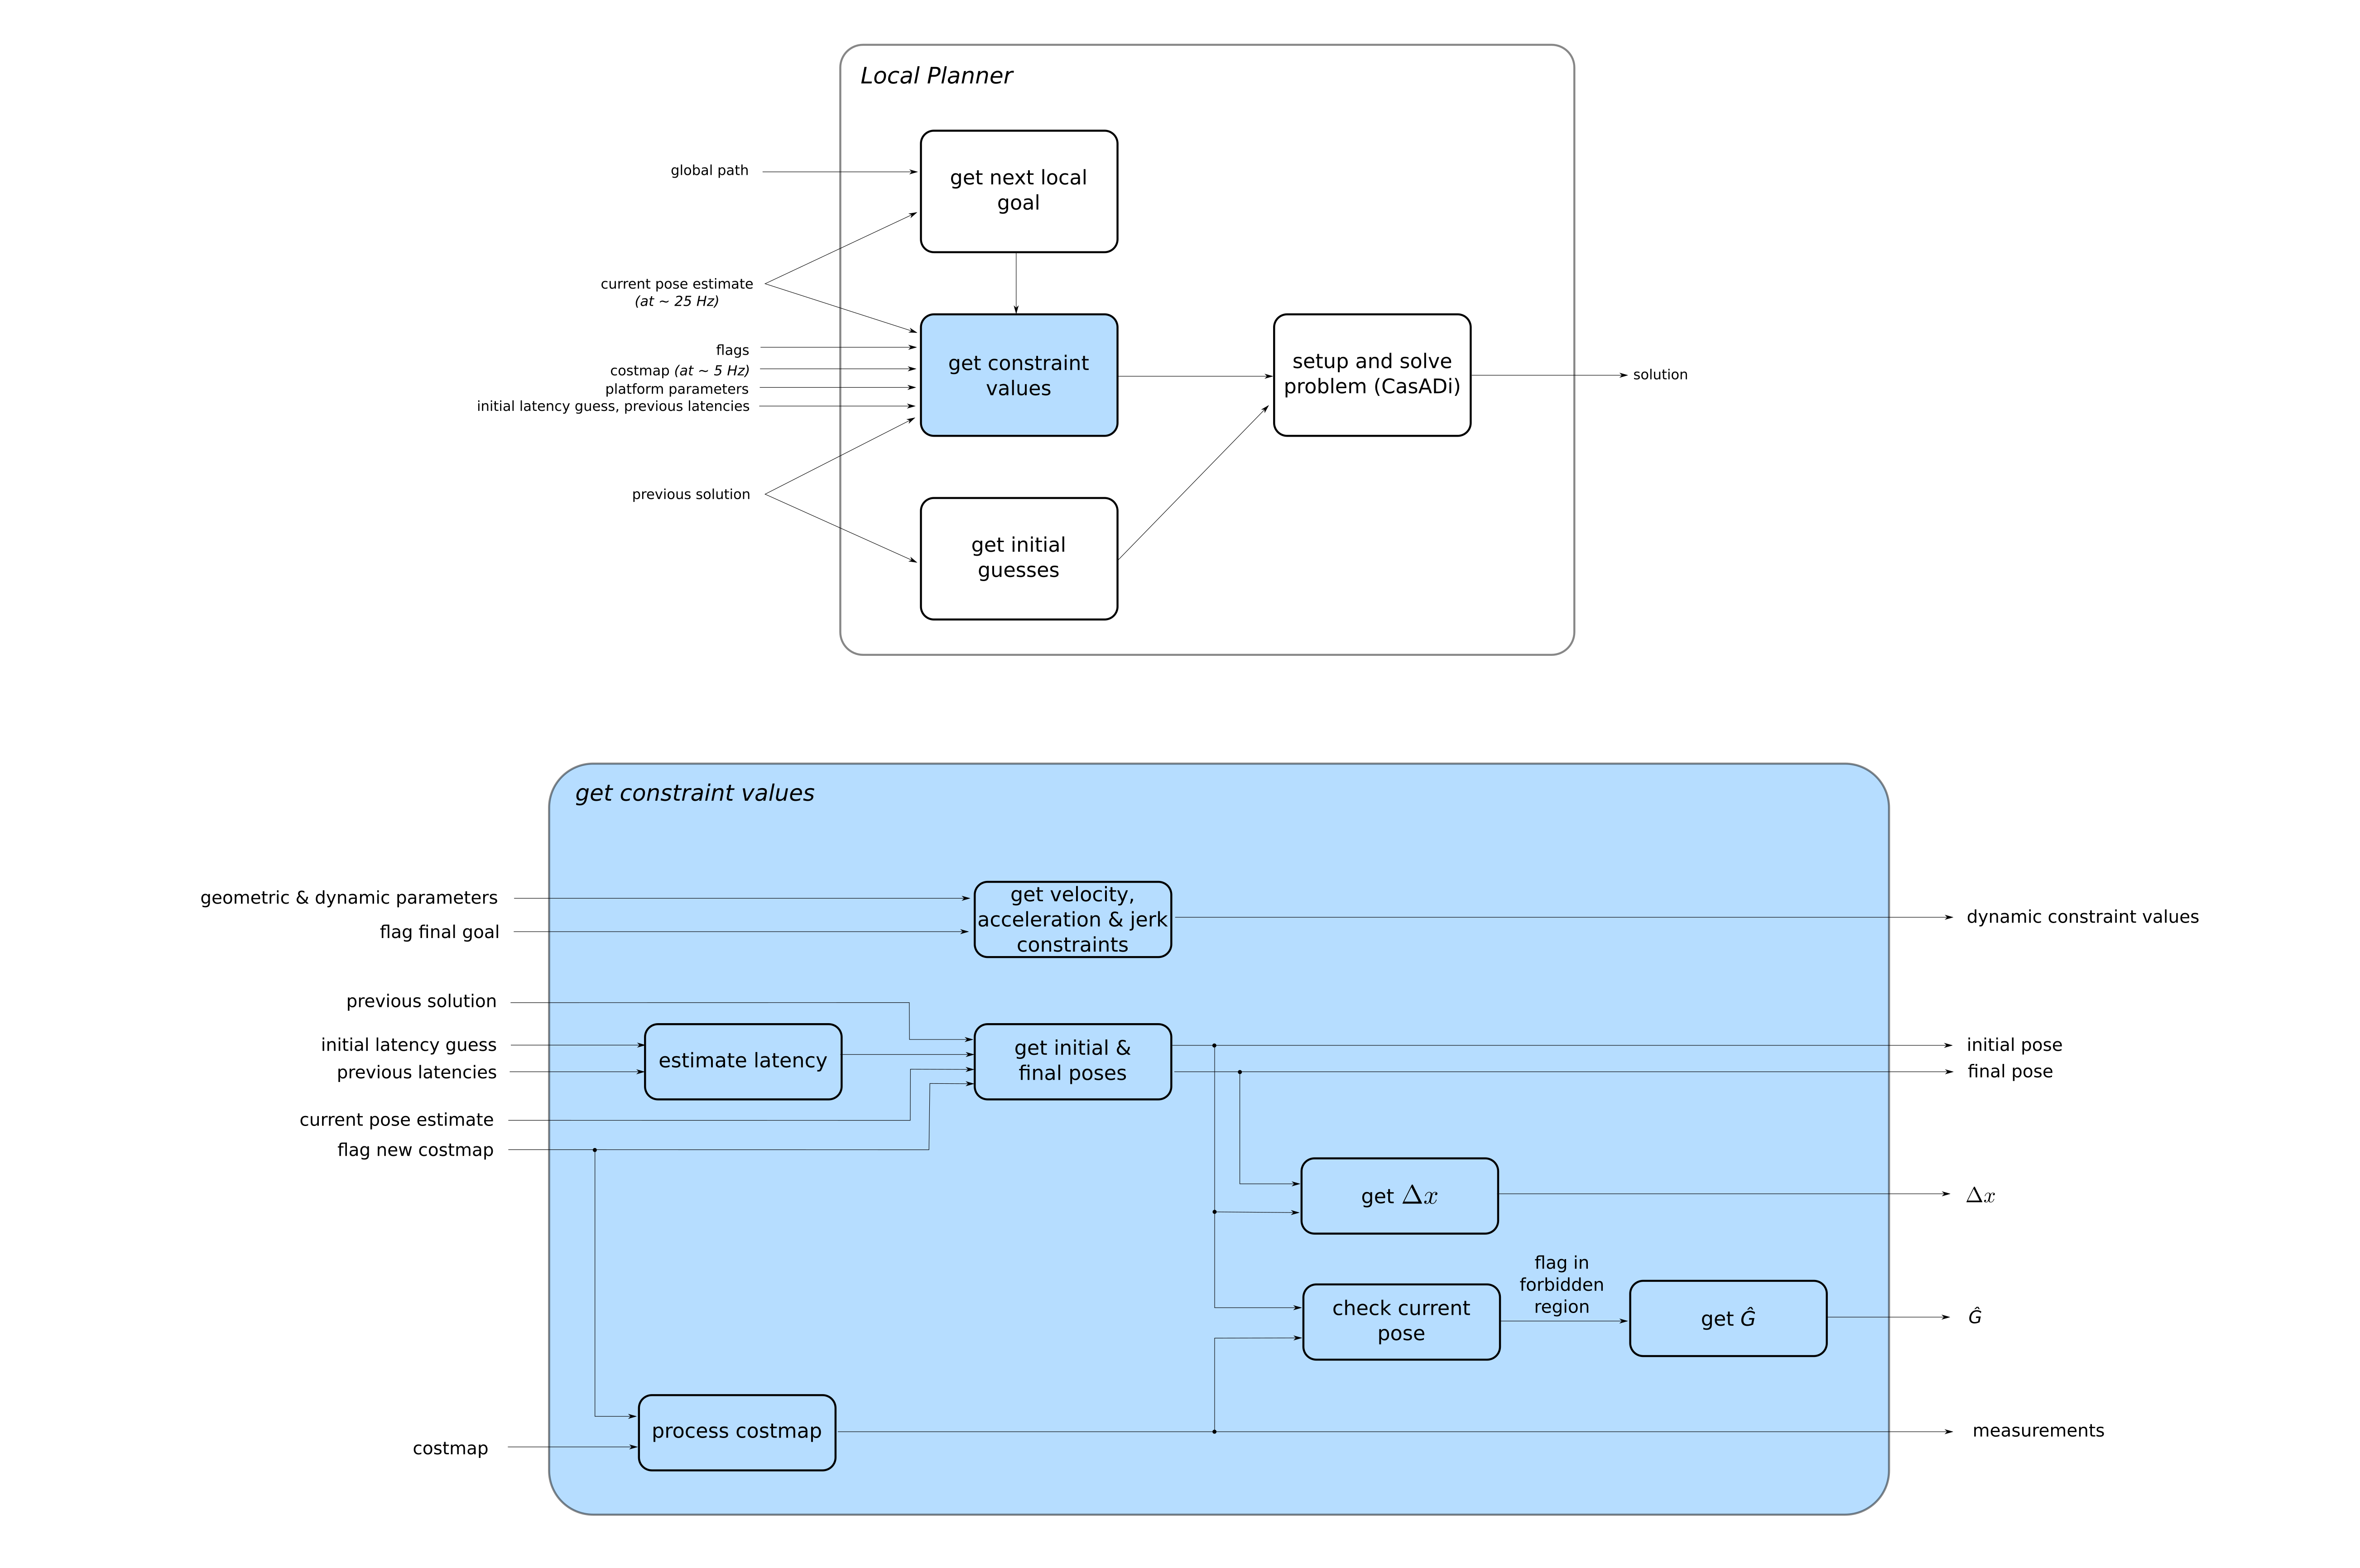 Local Planner
global path
get next local
goal
current pose estimate
(at ~ 25 Hz)
flags
costmap (at ~ 5 Hz)
platform parameters
initial latency guess, previous latencies
get constraint
values
setup and solve
problem (CasADi)
solution
previous solution
get initial
guesses
get constraint values
geometric & dynamic parameters
flag final goal
get velocity,
acceleration & jerk
constraints
dynamic constraint values
previous solution
initial latency guess
previous latencies
estimate latency
get initial &
final poses
initial pose
final pose
current pose estimate
flag new costmap
get Δx
Δx
flag in
forbidden
region
check current
pose
get Ĝ
Ĝ
process costmap
costmap
measurements